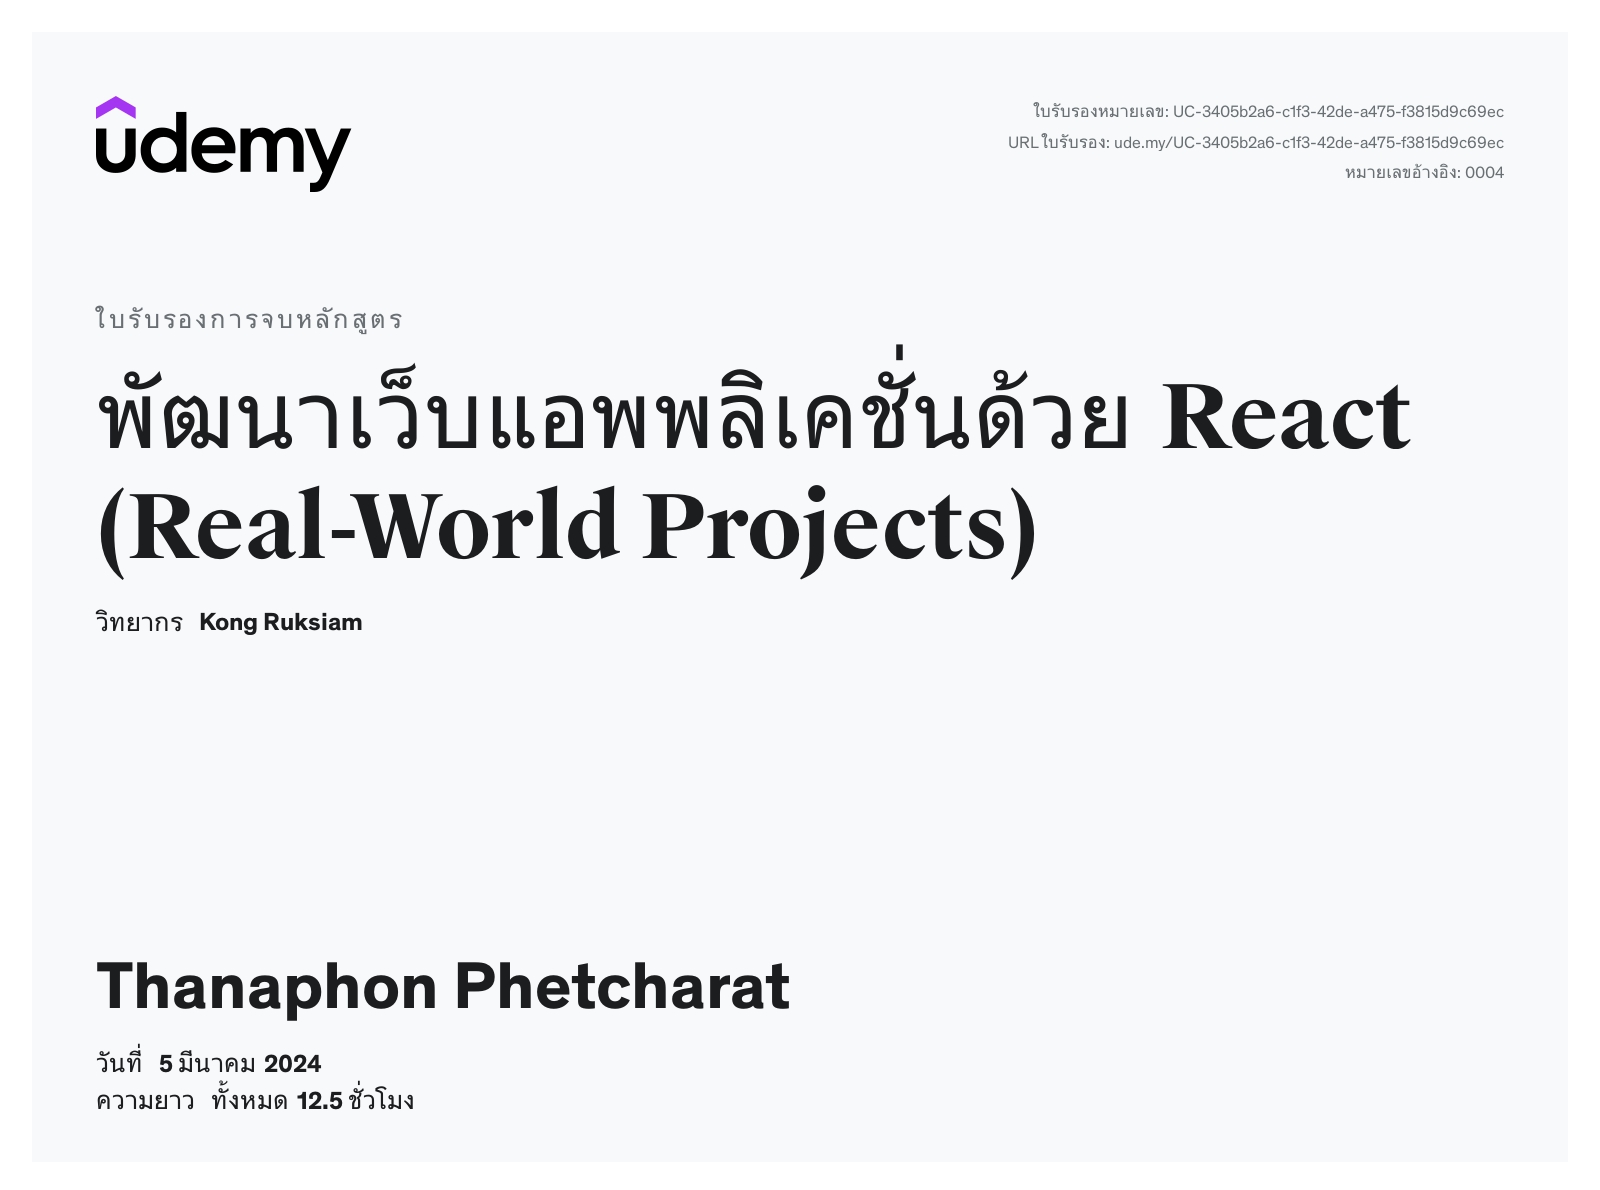 udemy
ใบรับรองหมายเลข: UC-3405b2a6-c1f3-42de-a475-f3815d9c69ec
URL ใบรับรอง: ude.my/UC-3405b2a6-c1f3-42de-a475-f3815d9c69ec
หมายเลขอ้างอิง: 0004
ใบรับรองการจบหลักสูตร
พัฒนาเว็บแอพพลิเคชั่นด้วย React
(Real-World Projects)
วิทยากร Kong Ruksiam
Thanaphon Phetcharat
วันที่ 5 มีนาคม 2024
ความยาว ทั้งหมด 12.5 ชั่วโมง